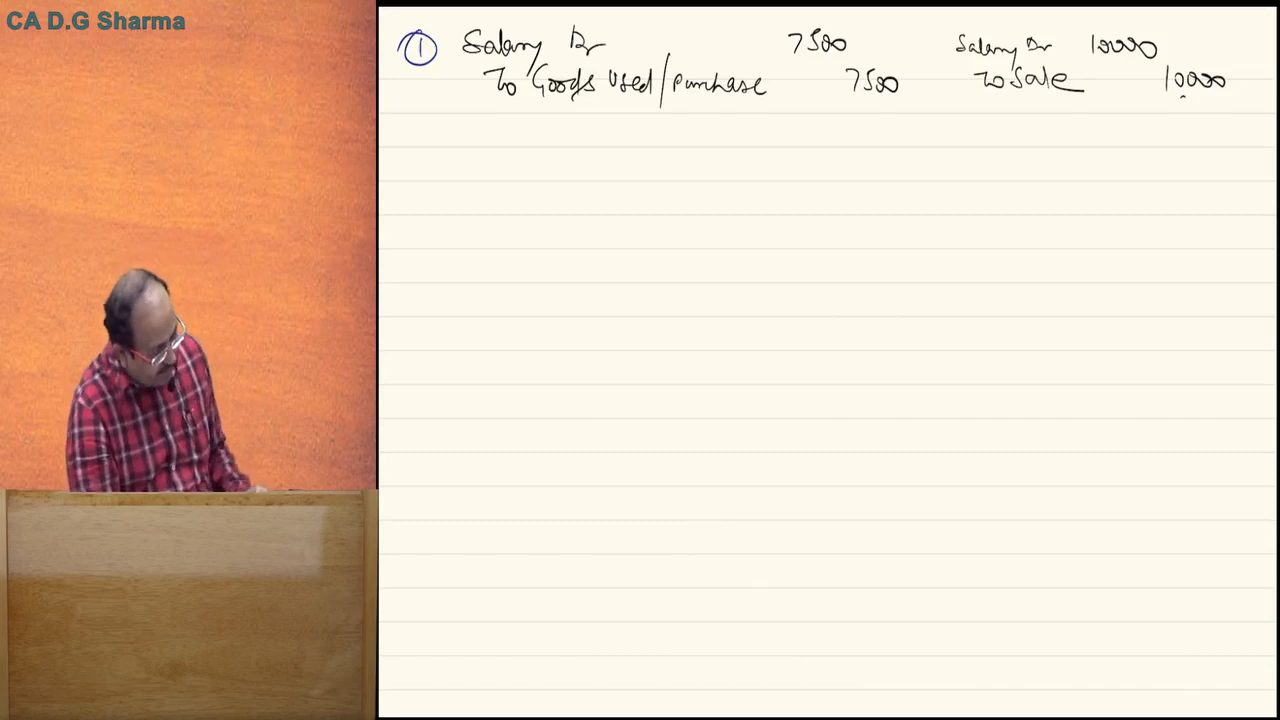 CA D.G Sharma
① Salary Dr 7500 Salary Dr 10000
To Goods Used/Purchase 7500 To Sale 10000